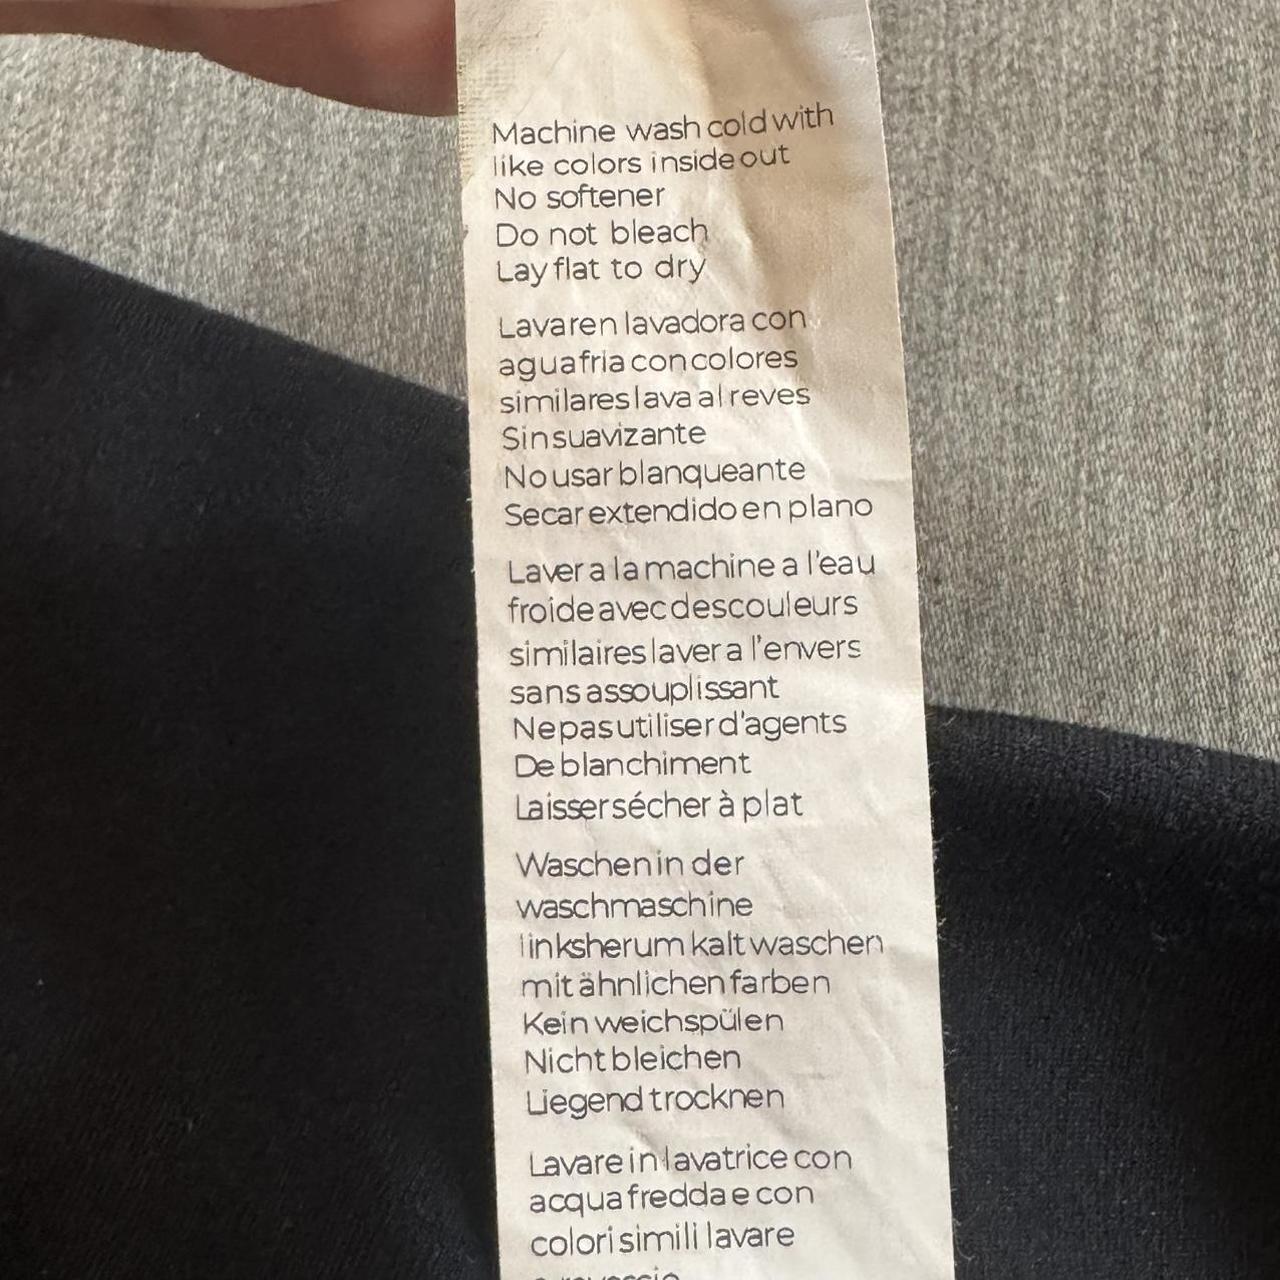 Machine wash cold with
like colors inside out
No softener
Do not bleach
Lay flat to dry
Lavar en lavadora con
agua fria con colores
similares lava al reves
Sin suavizante
No usar blanqueante
Secar extendido en plano
Laver a la machine a l'eau
froide avec des couleurs
similaires laver a l'envers
sans assouplissant
Ne pas utiliser d'agents
De blanchiment
Laisser sécher à plat
Waschen in der
waschmaschine
linksherum kalt waschen
mit ähnlichen farben
Kein weichspülen
Nicht bleichen
Liegend trocknen
Lavare in lavatrice con
acqua fredda e con
colori simili lavare